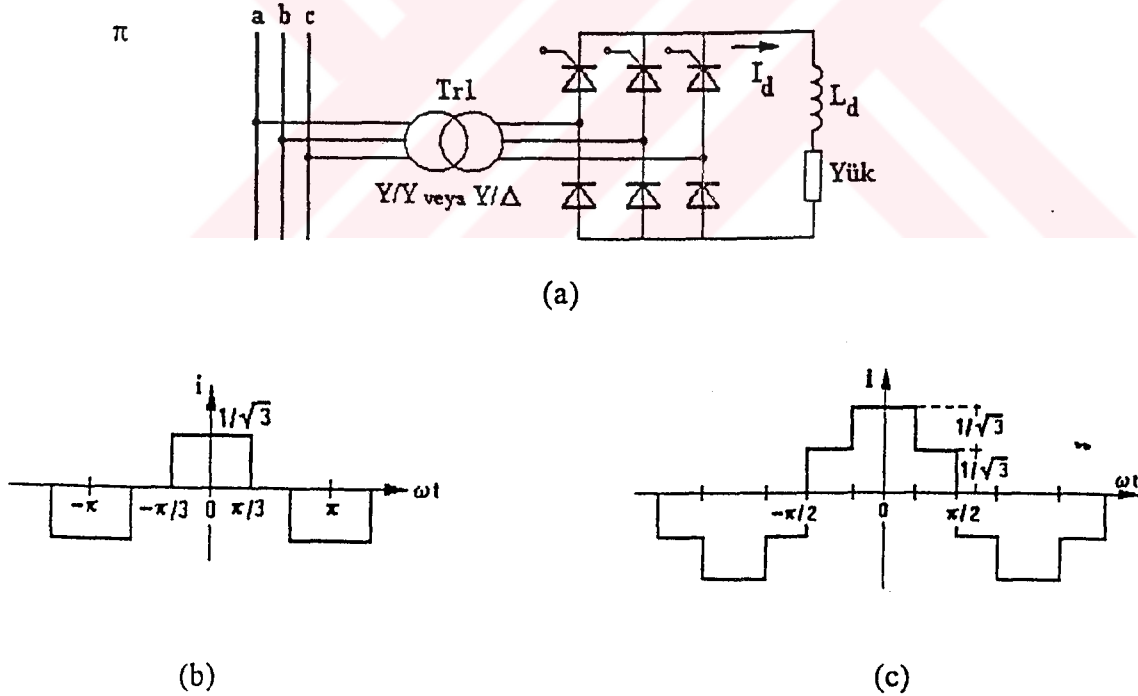 π
a b c
Tr1
Y/Y veya Y/Δ
I_d
L_d
Yük
(a)
i
1/√3
ωt
-π -π/3 0 π/3 π
(b)
i
1/√3
1/√3
ωt
-π/2 0 π/2
(c)